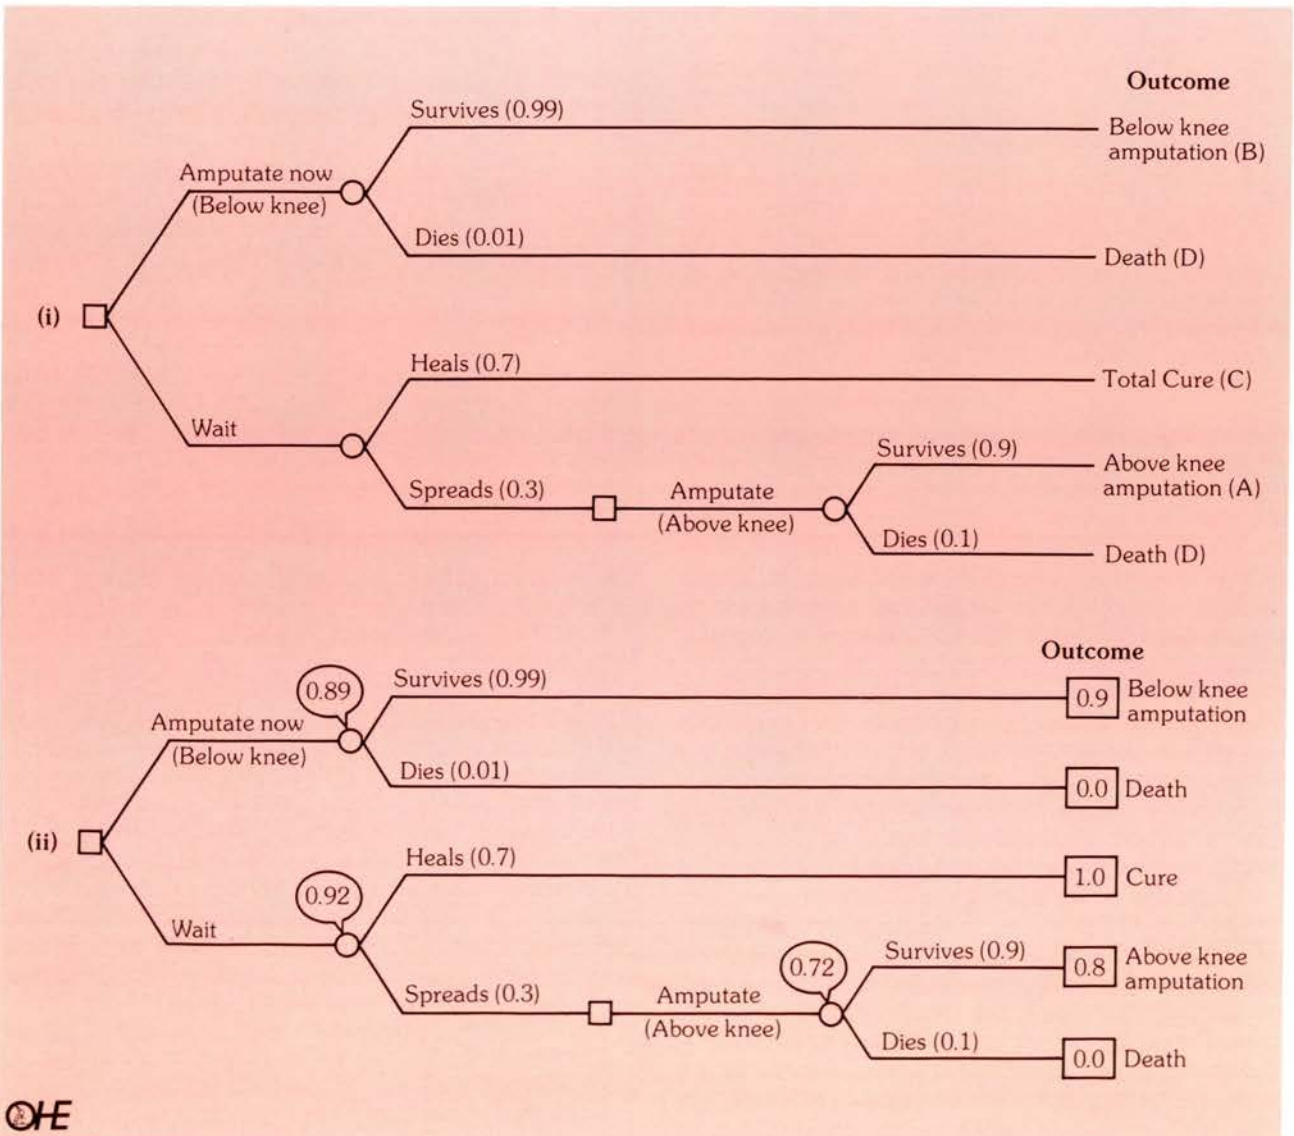 Outcome
Survives (0.99)
Below knee
amputation (B)
Amputate now
(Below knee)
Dies (0.01)
Death (D)
(i)
Heals (0.7)
Total Cure (C)
Wait
Survives (0.9)
Above knee
amputation (A)
Spreads (0.3)
Amputate
(Above knee)
Dies (0.1)
Death (D)
Outcome
0.89
Survives (0.99)
0.9
Below knee
amputation
Amputate now
(Below knee)
Dies (0.01)
0.0
Death
(ii)
Heals (0.7)
1.0
Cure
0.92
Wait
Survives (0.9)
0.8
Above knee
amputation
0.72
Spreads (0.3)
Amputate
(Above knee)
Dies (0.1)
0.0
Death
OHE